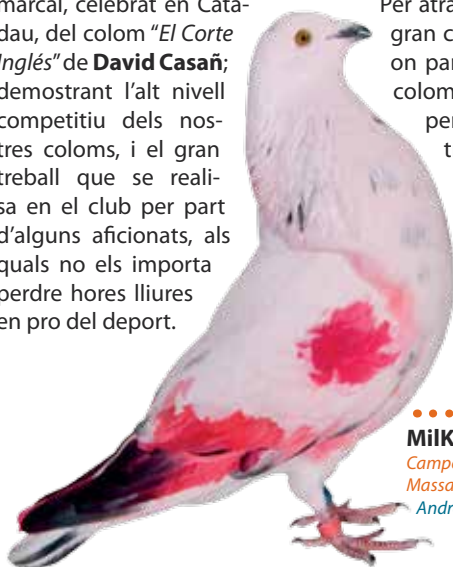 marcal, celebrat en Cata-
dau, del colom "El Corte
Inglés" de David Casañ;
demostrant l'alt nivell
competitiu dels nos-
tres coloms, i el gran
treball que se reali-
sa en el club per part
d'alguns aficionats, als
quals no els importa
perdre hores lliures
en pro del deport.
Per atra
gran c
on par
colom
per
t
MilK
Campe
Massa
Andr